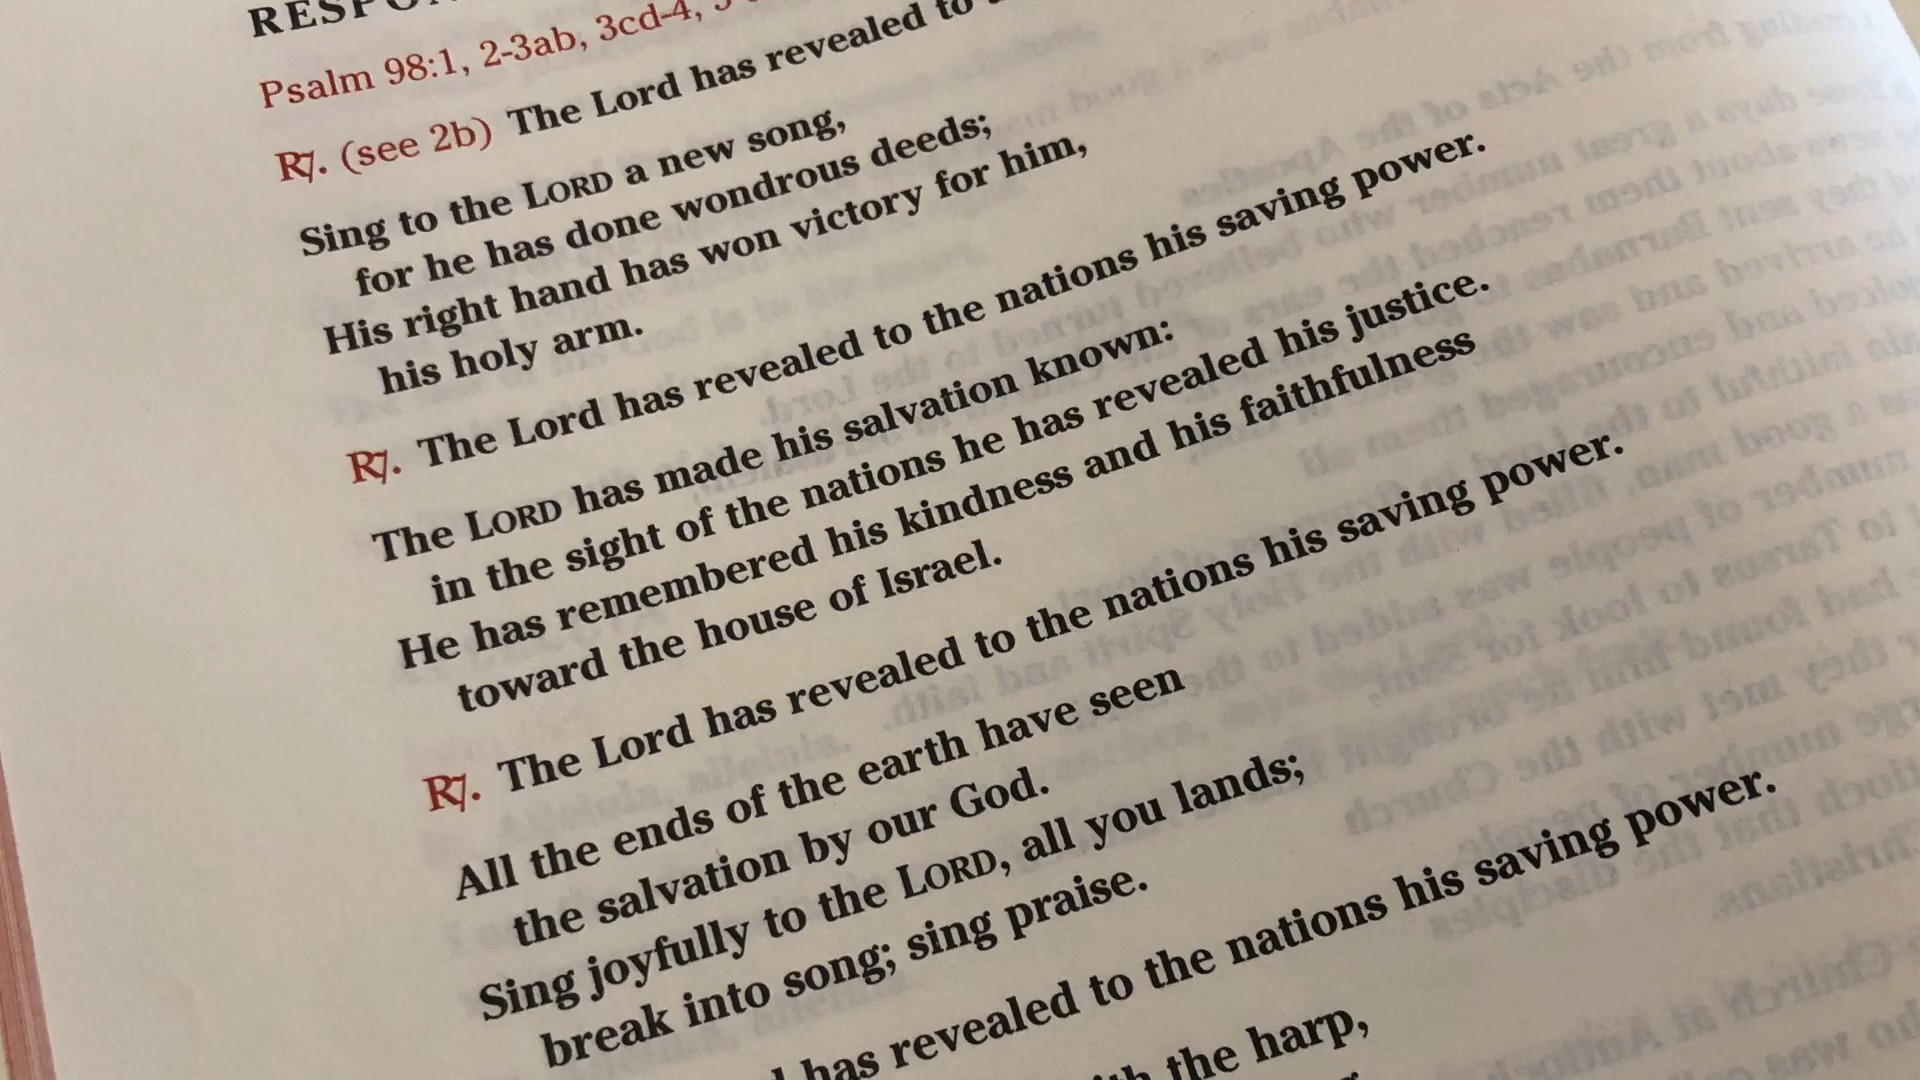 RESPO
Psalm 98:1, 2-3ab, 3cd-4,
℟. (see 2b) The Lord has revealed to
Sing to the LORD a new song,
for he has done wondrous deeds;
His right hand has won victory for him,
his holy arm.
℟. The Lord has revealed to the nations his saving power.
The LORD has made his salvation known:
in the sight of the nations he has revealed his justice.
He has remembered his kindness and his faithfulness
toward the house of Israel.
℟. The Lord has revealed to the nations his saving power.
All the ends of the earth have seen
the salvation by our God.
Sing joyfully to the LORD, all you lands;
break into song; sing praise.
has revealed to the nations his saving power.
the harp,